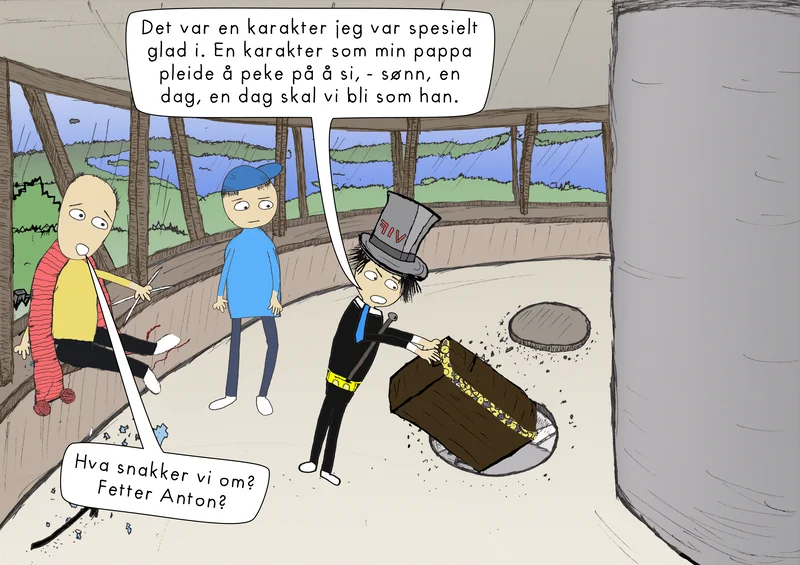 Det var en karakter jeg var spesielt
glad i. En karakter som min pappa
pleide å peke på å si, - sønn, en
dag, en dag skal vi bli som han.
VIF
Hva snakker vi om?
Fetter Anton?